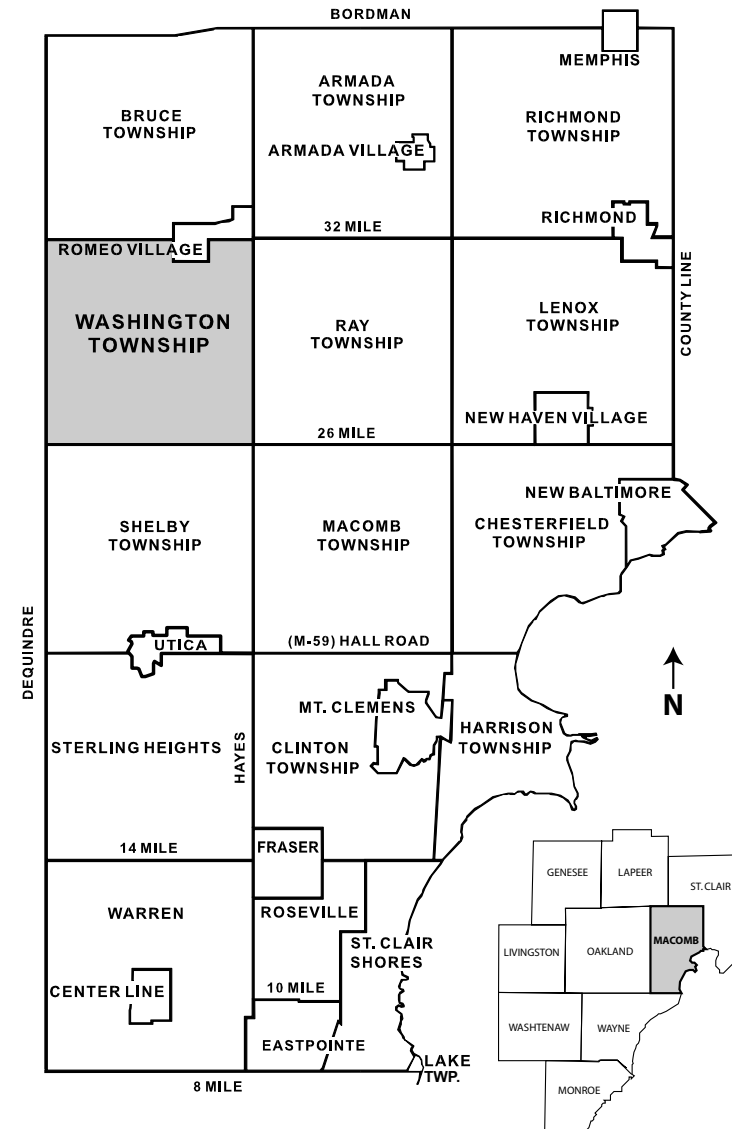 BORDMAN
MEMPHIS
ARMADA
TOWNSHIP
BRUCE
TOWNSHIP
RICHMOND
TOWNSHIP
ARMADA VILLAGE
RICHMOND
32 MILE
ROMEO VILLAGE
COUNTY LINE
WASHINGTON
TOWNSHIP
RAY
TOWNSHIP
LENOX
TOWNSHIP
NEW HAVEN VILLAGE
26 MILE
NEW BALTIMORE
SHELBY
TOWNSHIP
MACOMB
TOWNSHIP
CHESTERFIELD
TOWNSHIP
DEQUINDRE
UTICA
(M-59) HALL ROAD
N
MT. CLEMENS
HARRISON
TOWNSHIP
STERLING HEIGHTS
HAYES
CLINTON
TOWNSHIP
14 MILE
FRASER
WARREN
ROSEVILLE
ST. CLAIR
SHORES
CENTER LINE
10 MILE
EASTPOINTE
LAKE
TWP.
8 MILE
GENESEE
LAPEER
ST. CLAIR
LIVINGSTON
OAKLAND
MACOMB
WASHTENAW
WAYNE
MONROE